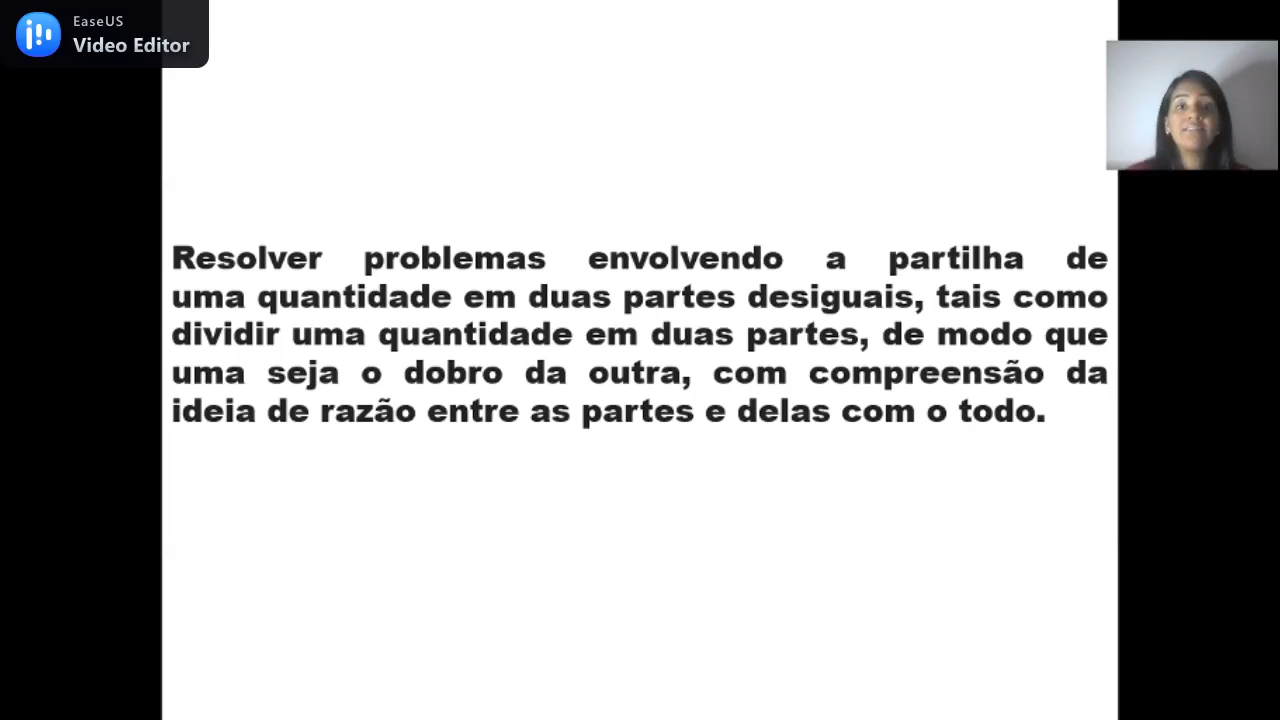 EaseUS
Video Editor
Resolver problemas envolvendo a partilha de
uma quantidade em duas partes desiguais, tais como
dividir uma quantidade em duas partes, de modo que
uma seja o dobro da outra, com compreensão da
ideia de razão entre as partes e delas com o todo.